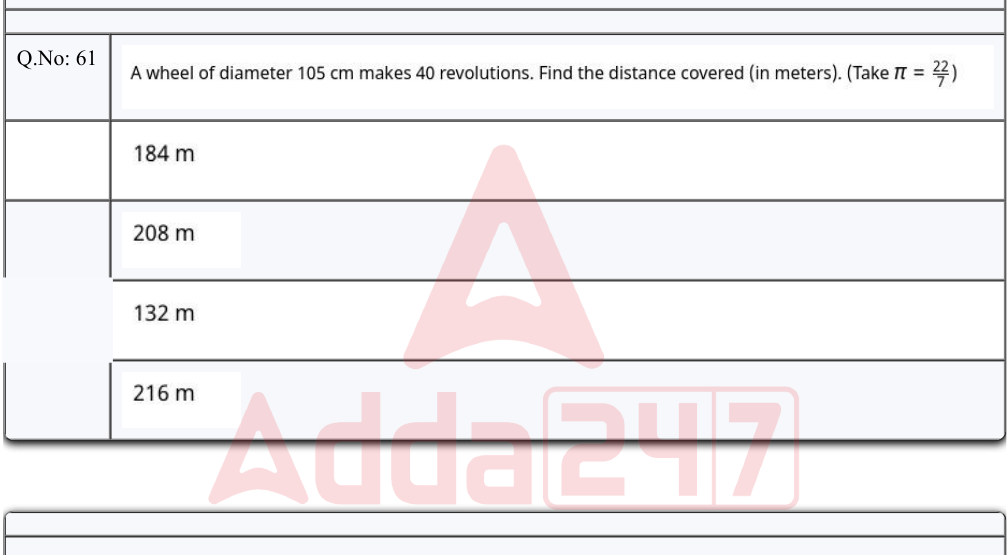 Q.No: 61
A wheel of diameter 105 cm makes 40 revolutions. Find the distance covered (in meters). (Take π = 22/7)
184 m
208 m
132 m
216 m
Adda247